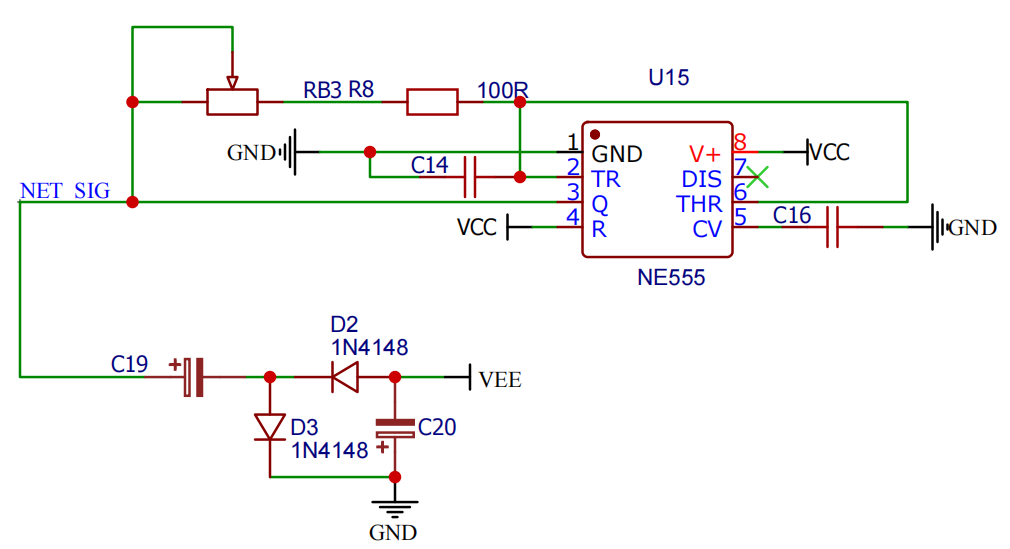 U15
RB3 R8
100R
GND
C14
1
2
3
4
GND
TR
Q
R
V+
DIS
THR
CV
8
7
6
5
VCC
NET SIG
VCC
C16
GND
NE555
D2
1N4148
C19
VEE
D3
1N4148
C20
GND